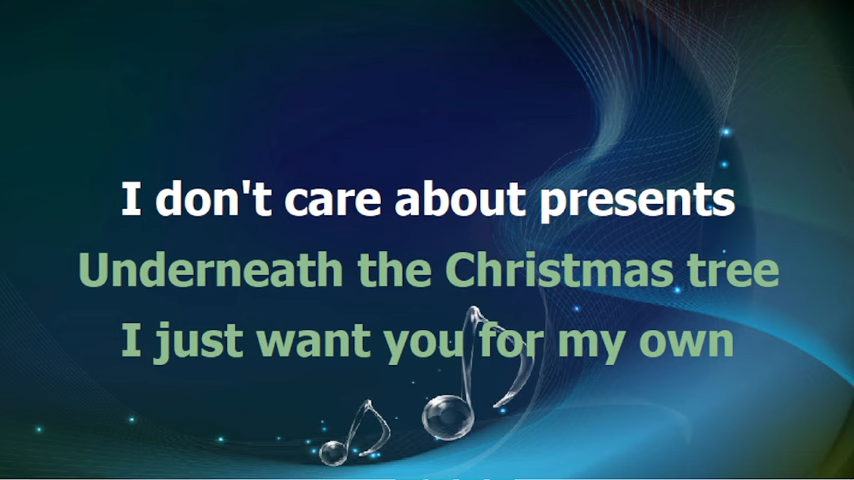 I don't care about presents
Underneath the Christmas tree
I just want you for my own